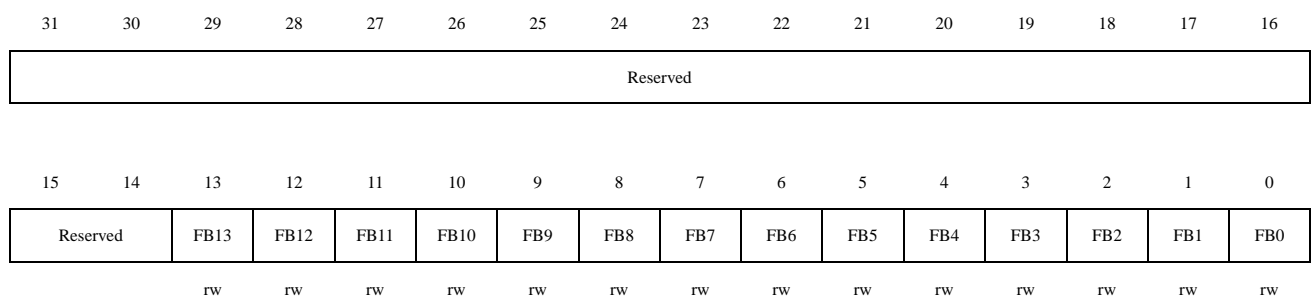 31 30 29 28 27 26 25 24 23 22 21 20 19 18 17 16
Reserved
15 14 13 12 11 10 9 8 7 6 5 4 3 2 1 0
Reserved FB13 FB12 FB11 FB10 FB9 FB8 FB7 FB6 FB5 FB4 FB3 FB2 FB1 FB0
rw rw rw rw rw rw rw rw rw rw rw rw rw rw